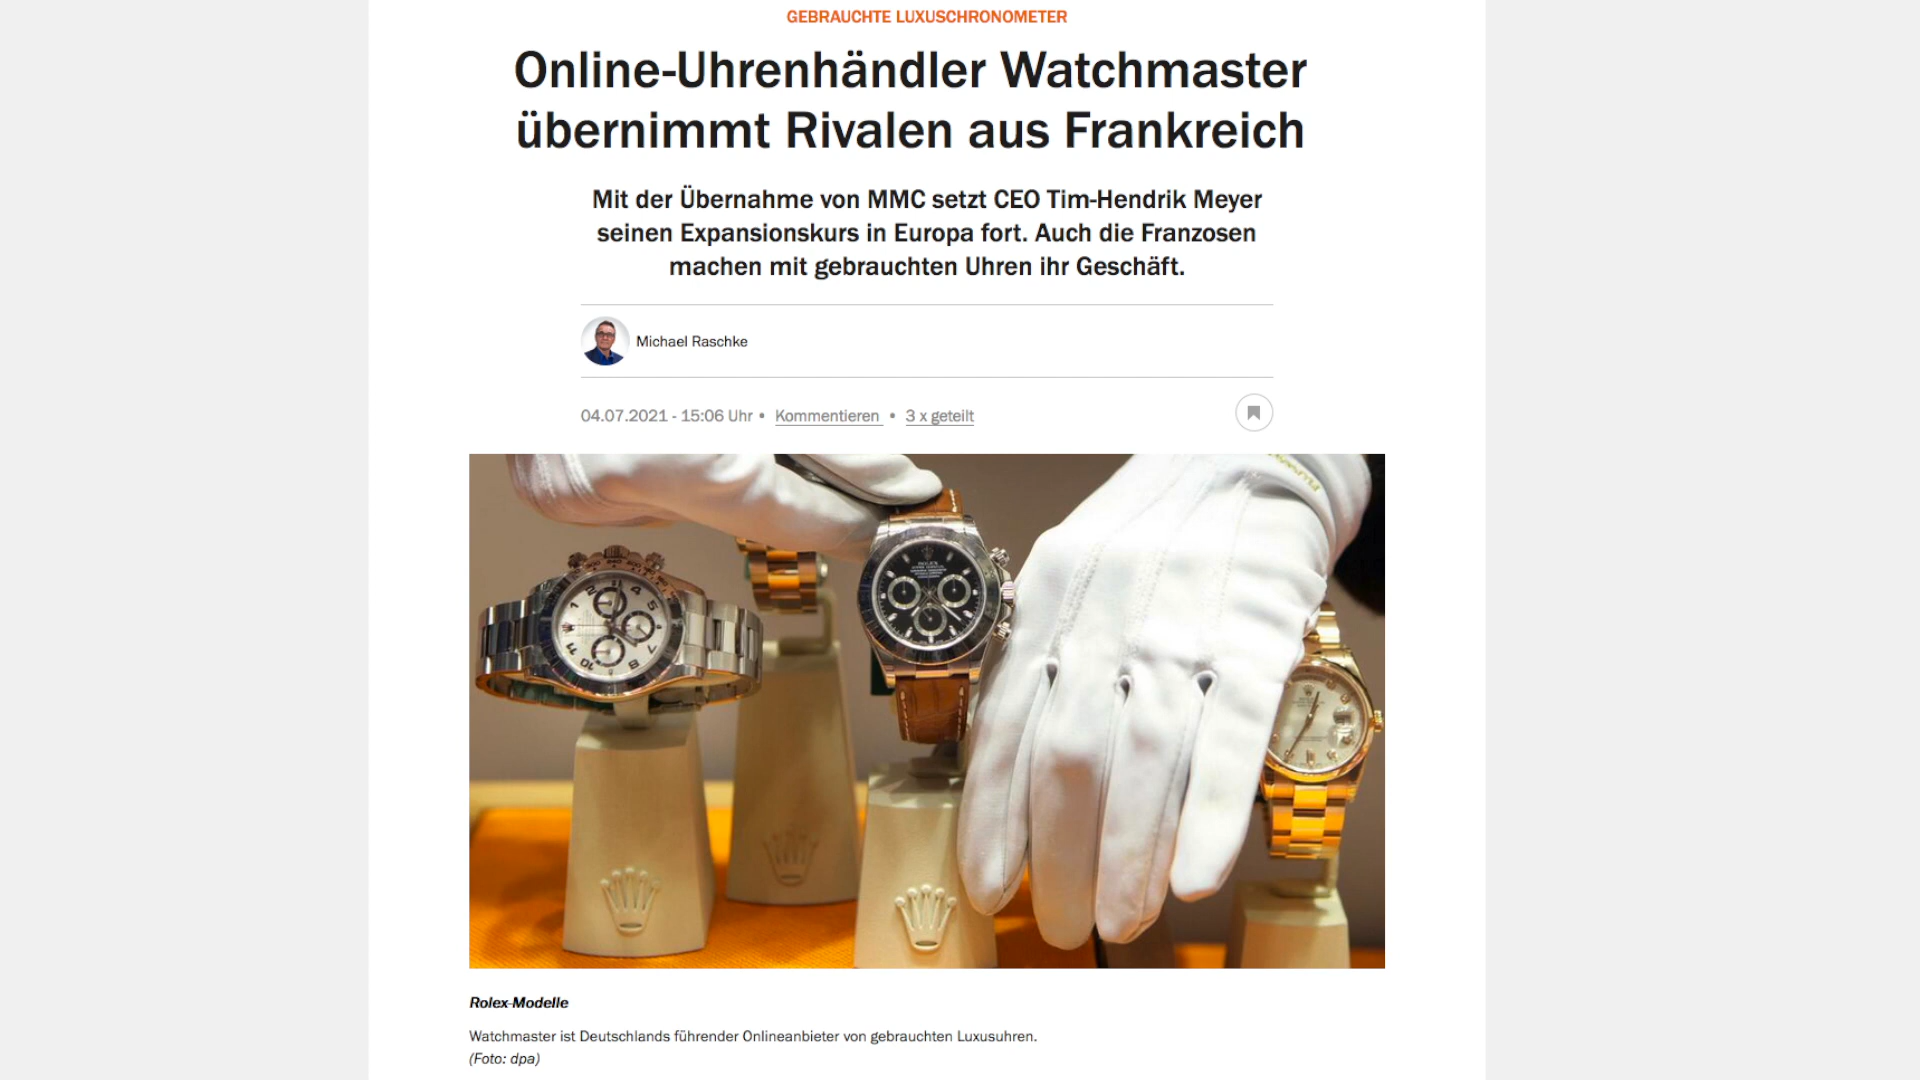 GEBRAUCHTE LUXUSCHRONOMETER
Online-Uhrenhändler Watchmaster
übernimmt Rivalen aus Frankreich
Mit der Übernahme von MMC setzt CEO Tim-Hendrik Meyer
seinen Expansionskurs in Europa fort. Auch die Franzosen
machen mit gebrauchten Uhren ihr Geschäft.
Michael Raschke
04.07.2021 - 15:06 Uhr • Kommentieren • 3 x geteilt
ROLEX
Rolex-Modelle
Watchmaster ist Deutschlands führender Onlineanbieter von gebrauchten Luxusuhren.
(Foto: dpa)